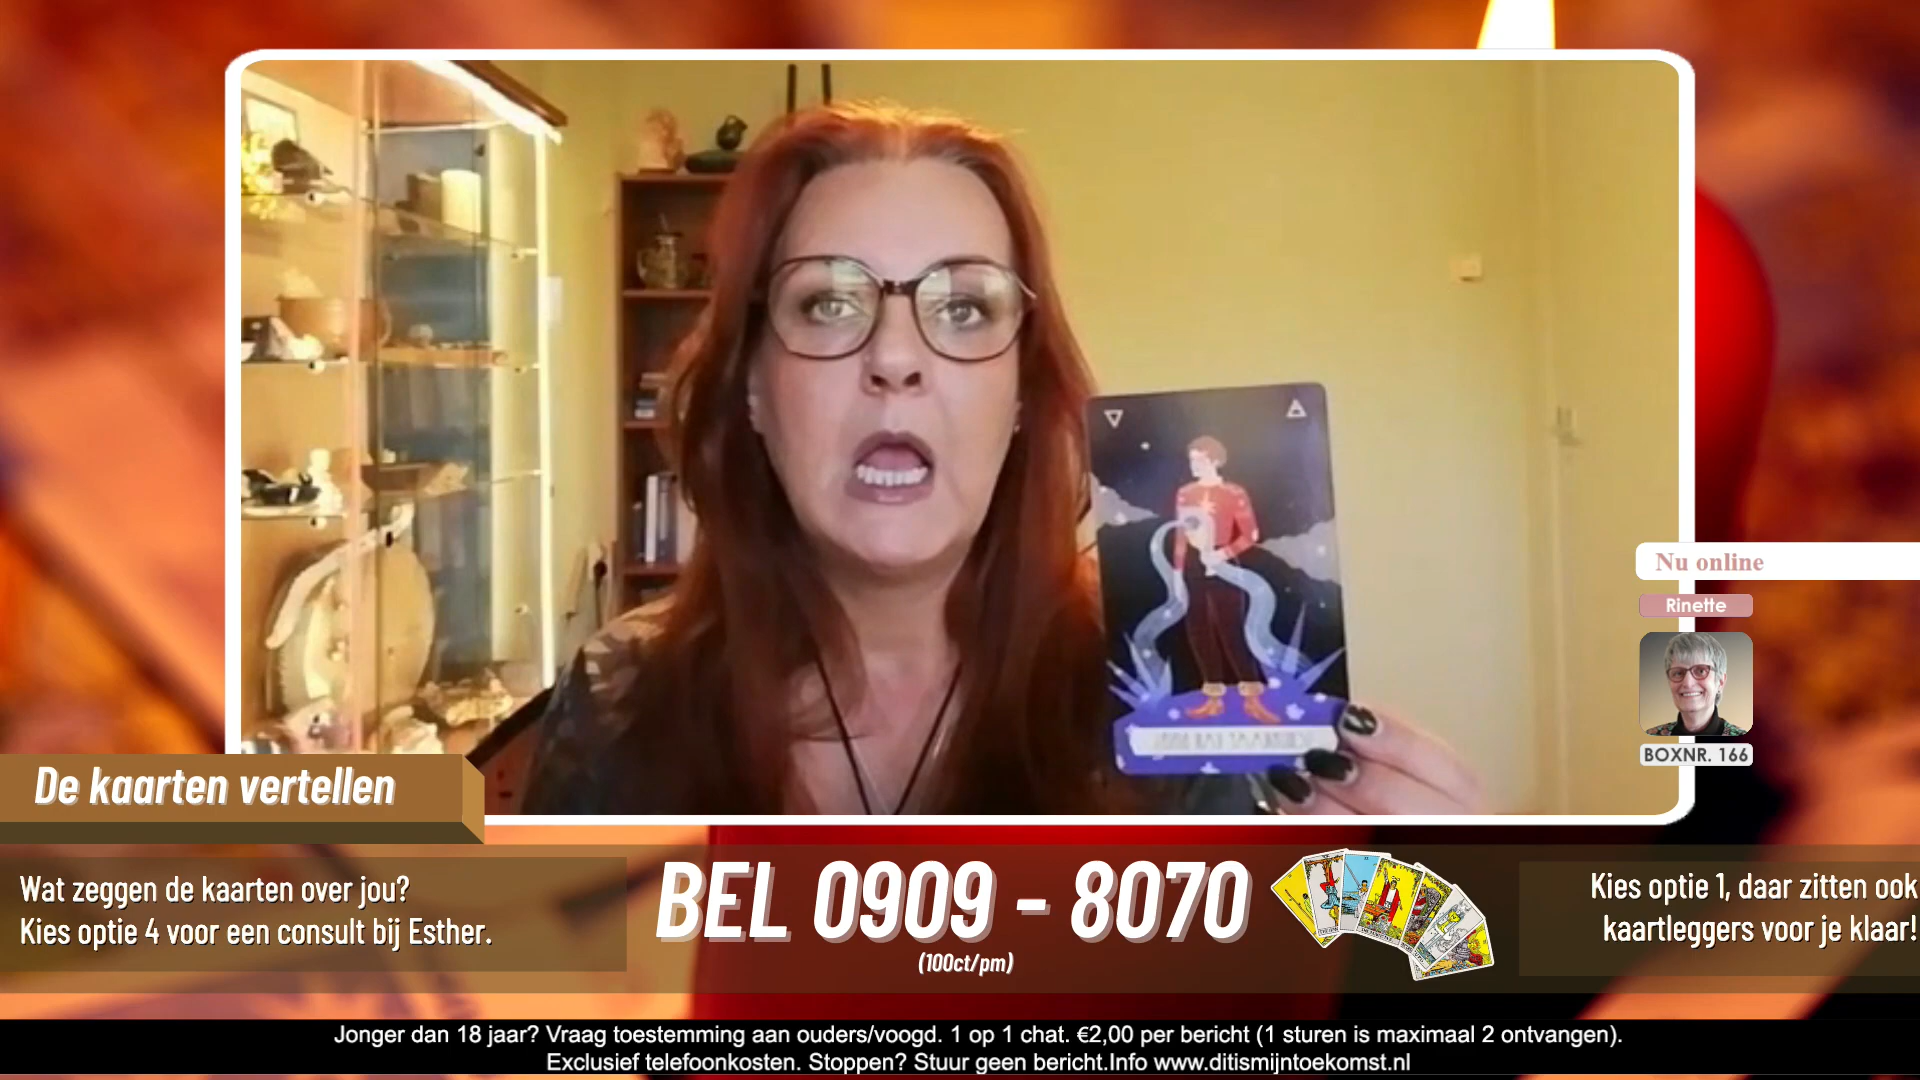 Nu online
Rinette
BOXNR. 166
De kaarten vertellen
Wat zeggen de kaarten over jou?
Kies optie 4 voor een consult bij Esther.
BEL 0909 - 8070
(100ct/pm)
Kies optie 1, daar zitten ook
kaartleggers voor je klaar!
Jonger dan 18 jaar? Vraag toestemming aan ouders/voogd. 1 op 1 chat. €2,00 per bericht (1 sturen is maximaal 2 ontvangen).
Exclusief telefoonkosten. Stoppen? Stuur geen bericht.Info www.ditismijntoekomst.nl